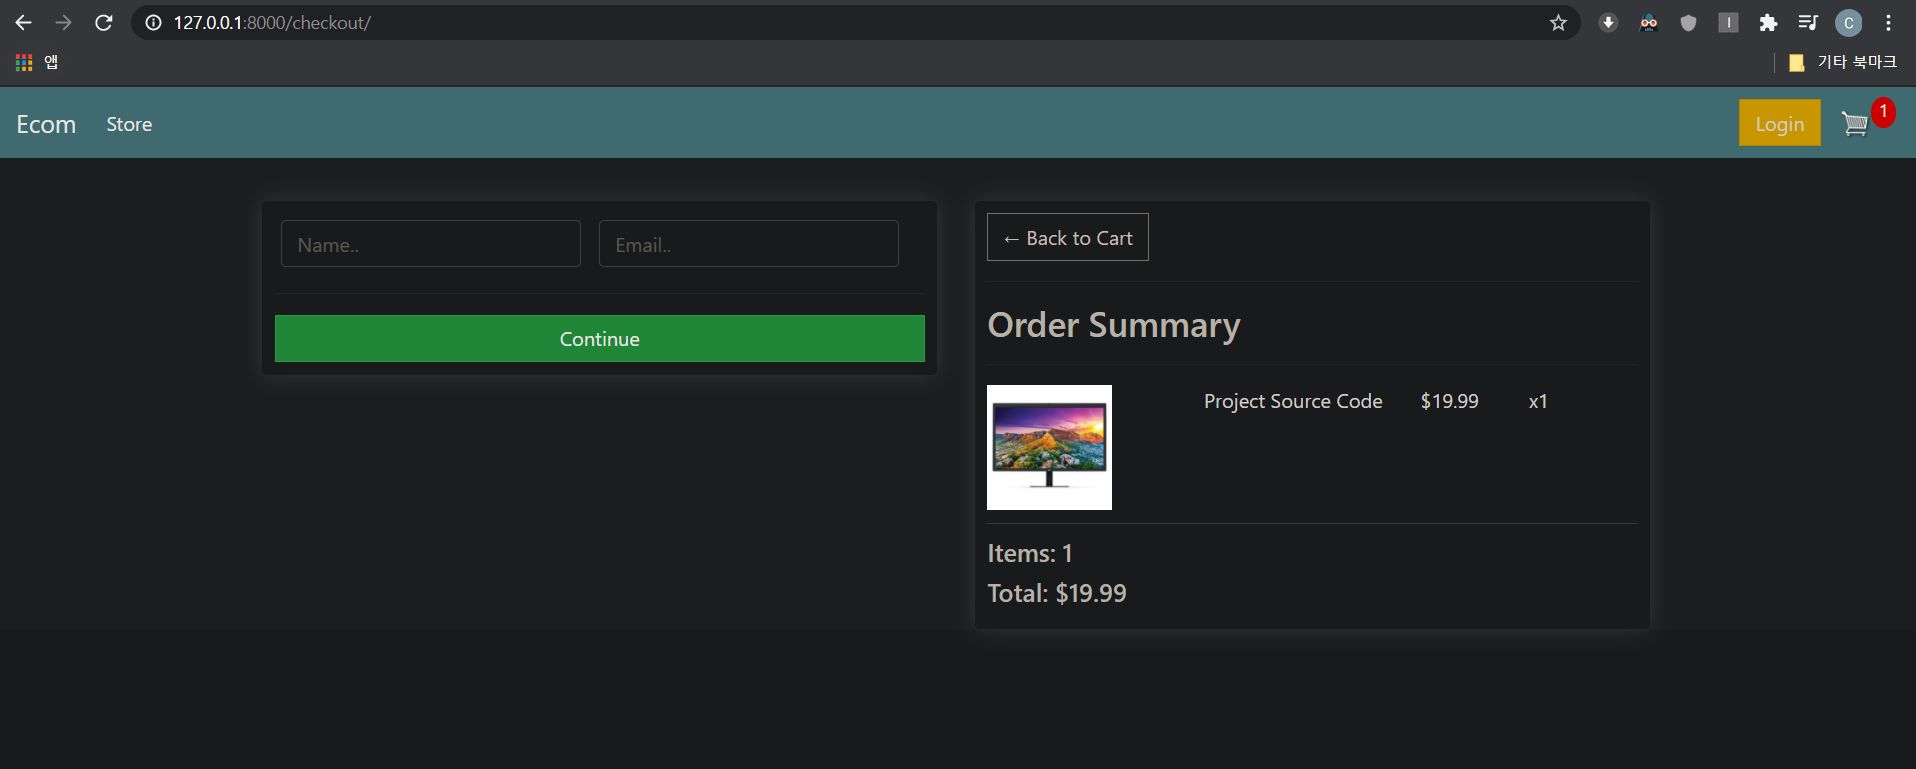 127.0.0.1:8000/checkout/
C
앱
기타 북마크
Ecom
Store
Login
1
Name..
Email..
Continue
← Back to Cart
Order Summary
Project Source Code
$19.99
x1
Items: 1
Total: $19.99